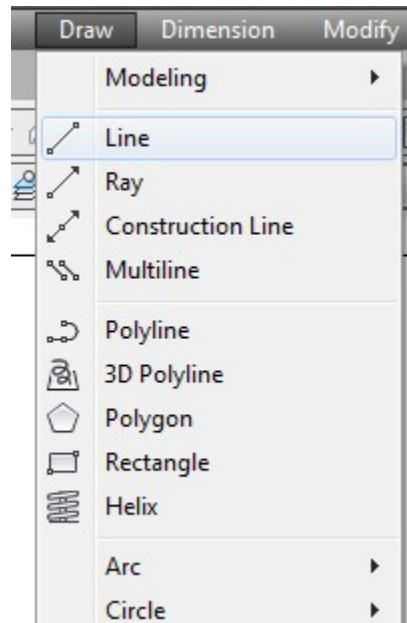 Draw Dimension Modify
Modeling
Line
Ray
Construction Line
Multiline
Polyline
3D Polyline
Polygon
Rectangle
Helix
Arc
Circle